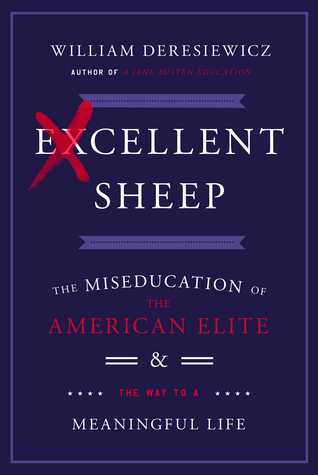 WILLIAM DERESIEWICZ
AUTHOR OF A JANE AUSTEN EDUCATION
EXCELLENT
SHEEP
THE MISEDUCATION OF
THE
AMERICAN ELITE
&
THE WAY TO A
MEANINGFUL LIFE